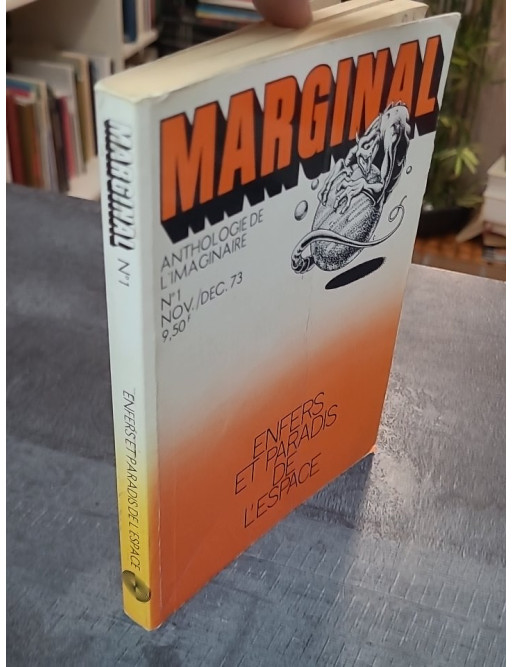 MARGINAL
ANTHOLOGIE DE
L'IMAGINAIRE
N°1
NOV./DEC. 73
9,50F
ENFERS
ET PARADIS
DE
L'ESPACE
MARGINAL N°1
ENFERS ET PARADIS DE L'ESPACE